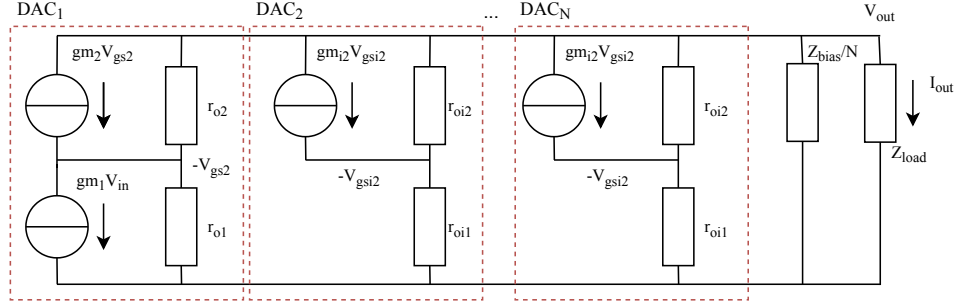 DAC1 DAC2 ... DACN Vout
gm2Vgs2 gmi2Vgsi2 gmi2Vgsi2 Zbias/N
Iout
ro2 roi2 roi2
Zload
-Vgs2 -Vgsi2 -Vgsi2
gm1Vin
ro1 roi1 roi1